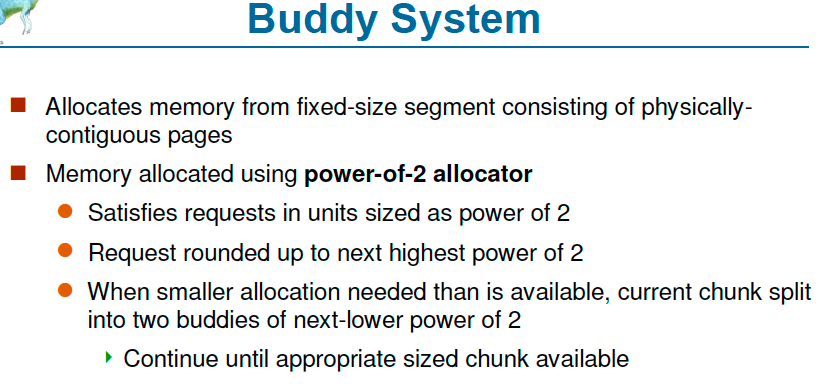 Buddy System
Allocates memory from fixed-size segment consisting of physically-
contiguous pages
Memory allocated using power-of-2 allocator
Satisfies requests in units sized as power of 2
Request rounded up to next highest power of 2
When smaller allocation needed than is available, current chunk split
into two buddies of next-lower power of 2
Continue until appropriate sized chunk available